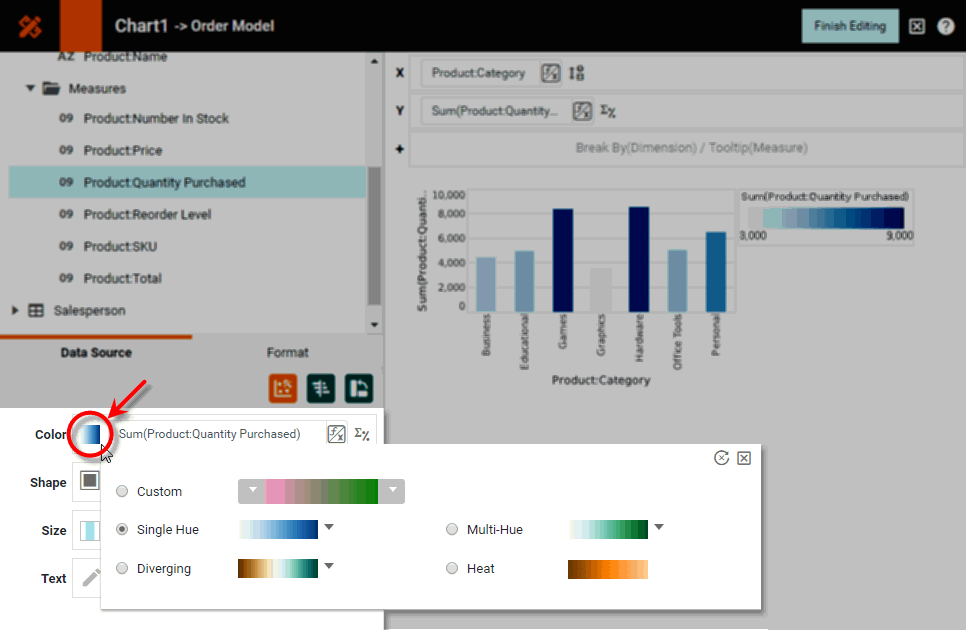 Chart1 -> Order Model
Finish Editing
AZ Product:Name
Measures
09 Product:Number In Stock
09 Product:Price
09 Product:Quantity Purchased
09 Product:Reorder Level
09 Product:SKU
09 Product:Total
Salesperson
Data Source
Format
X Product:Category
Y Sum(Product:Quantity...
Break By(Dimension) / Tooltip(Measure)
Sum(Product:Quanti..
10,000
8,000
6,000
4,000
2,000
0
Business
Educational
Games
Graphics
Hardware
Office Tools
Personal
Product:Category
Sum(Product:Quantity Purchased)
3,000 9,000
Color Sum(Product:Quantity Purchased)
Shape
Size
Text
Custom
Single Hue
Multi-Hue
Diverging
Heat